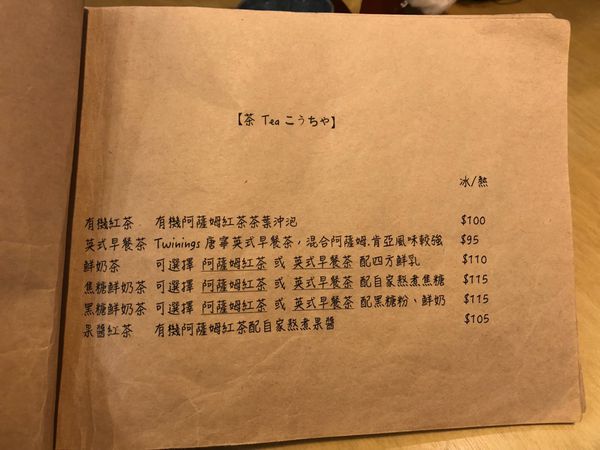 【茶 Tea こうちゃ】
冰/熱
有機紅茶 有機阿薩姆紅茶茶葉沖泡 $100
英式早餐茶 Twinings 唐寧英式早餐茶，混合阿薩姆.肯亞風味較強 $95
鮮奶茶 可選擇 阿薩姆紅茶 或 英式早餐茶 配四方鮮乳 $110
焦糖鮮奶茶 可選擇 阿薩姆紅茶 或 英式早餐茶 配自家熬煮焦糖 $115
黑糖鮮奶茶 可選擇 阿薩姆紅茶 或 英式早餐茶 配黑糖粉、鮮奶 $115
果醬紅茶 有機阿薩姆紅茶配自家熬煮果醬 $105